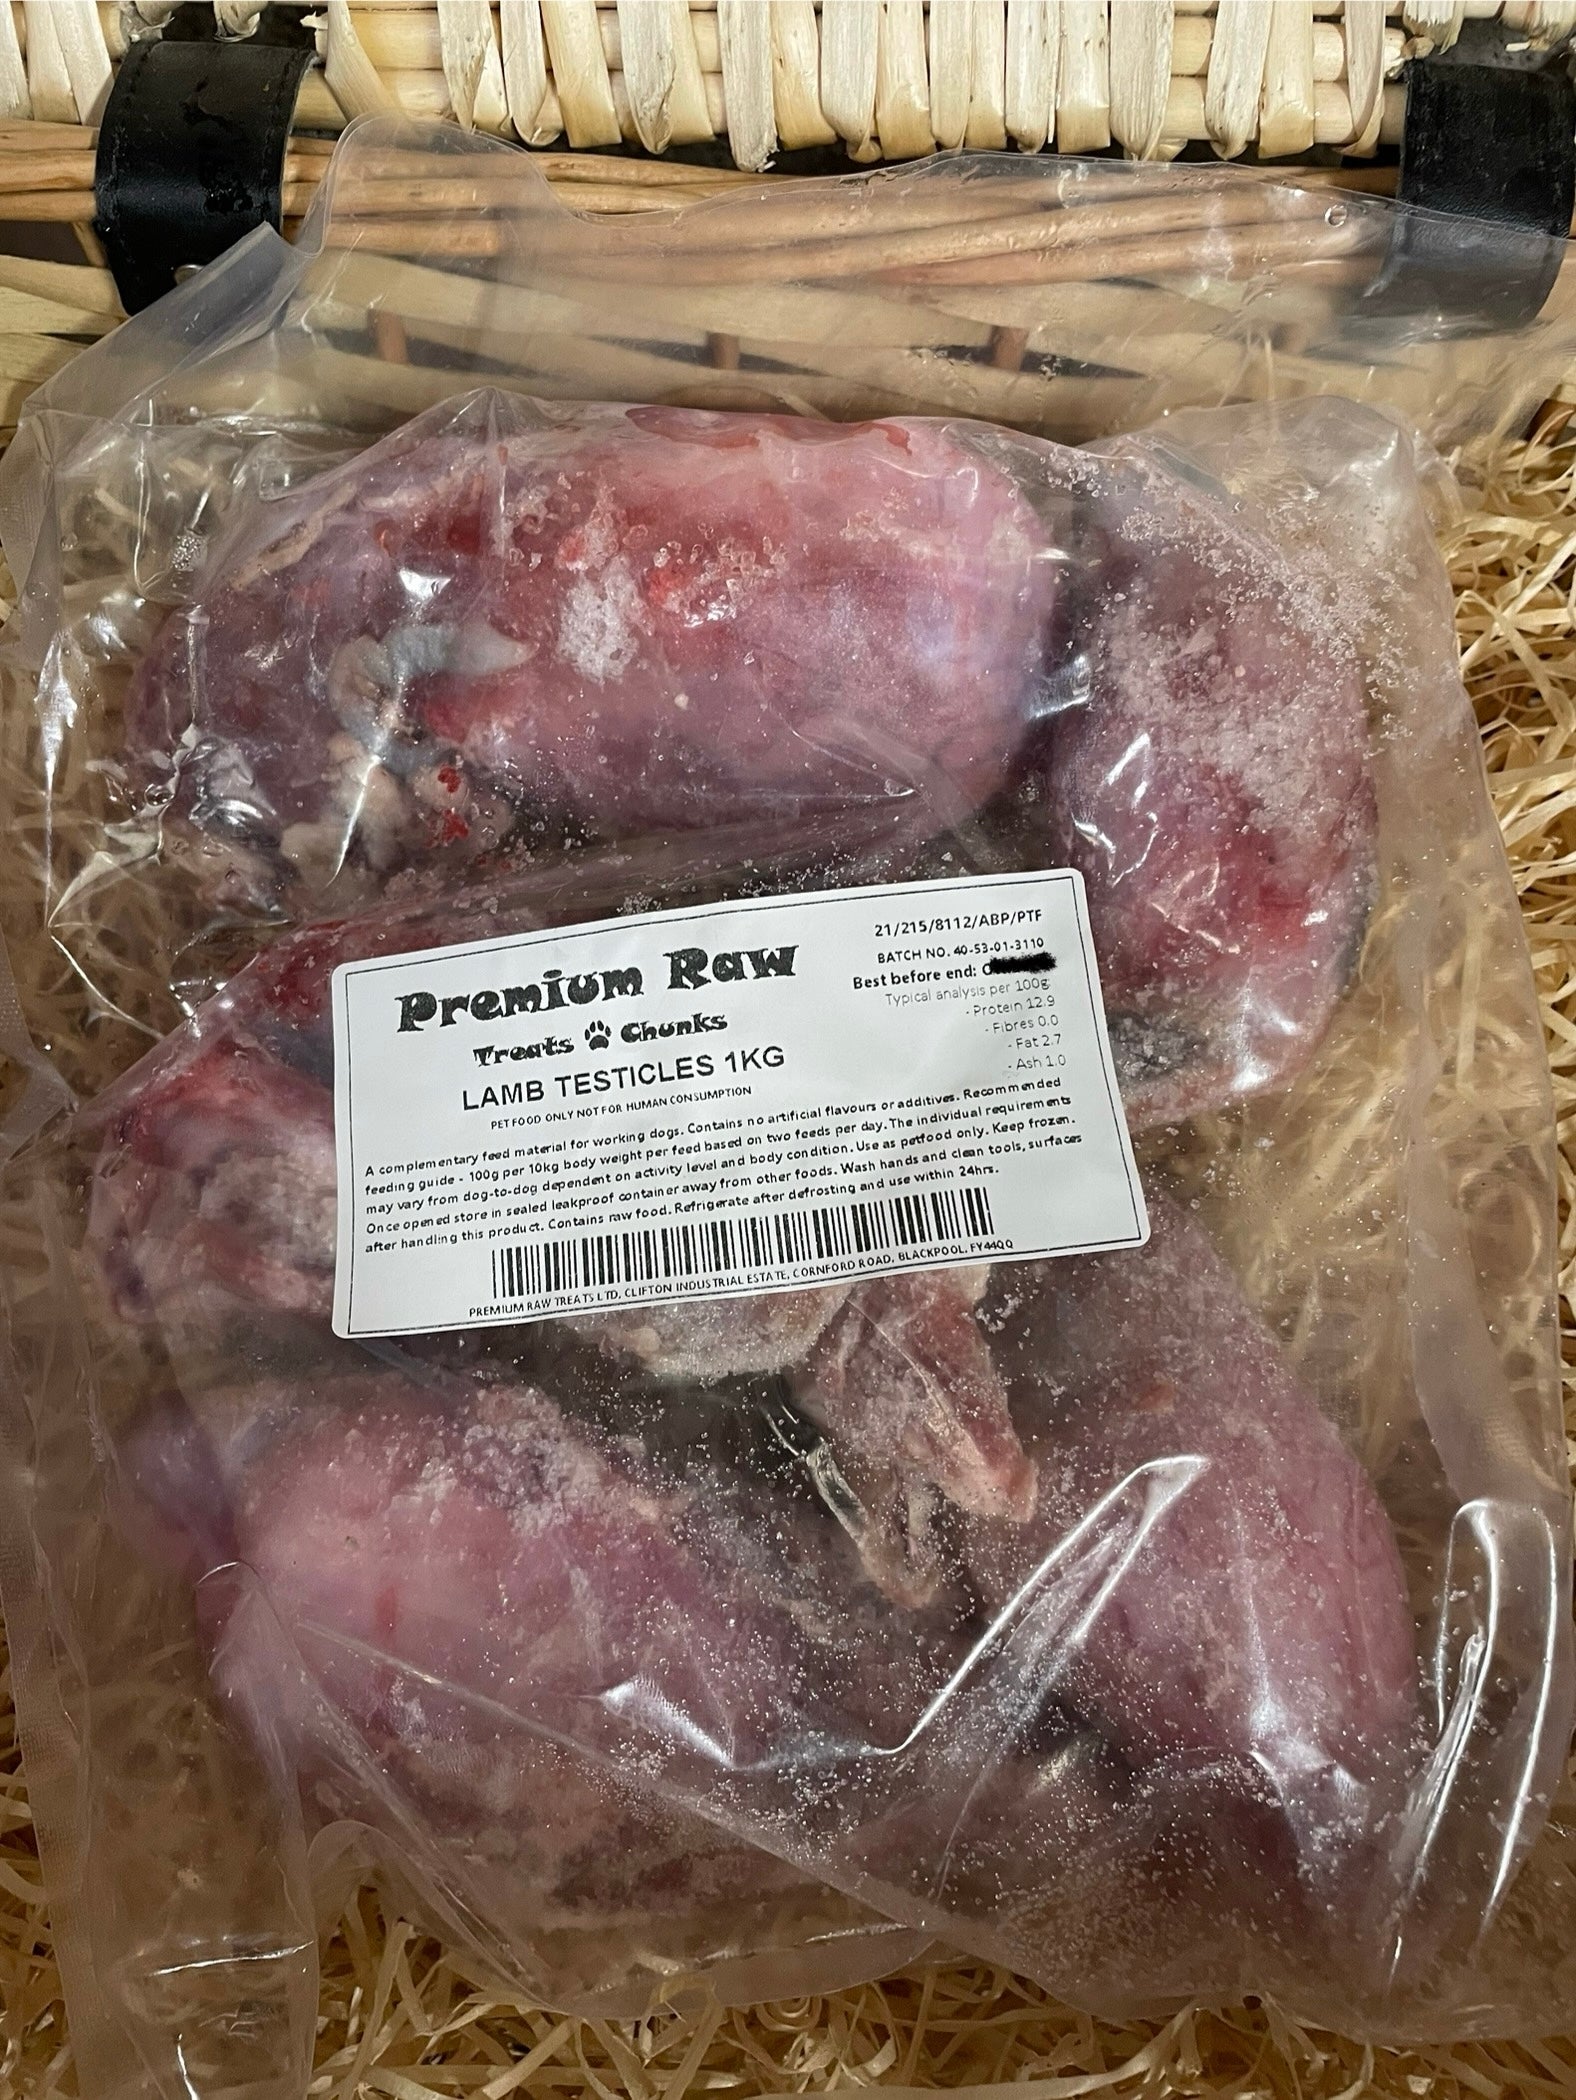 Premium Raw
Treats Chunks
LAMB TESTICLES 1KG
PET FOOD ONLY NOT FOR HUMAN CONSUMPTION
21/215/8112/ABP/PTF
BATCH NO. 40-53-01-3110
Best before end:
Typical analysis per 100g
- Protein 12.9
- Fibres 0.0
- Fat 2.7
- Ash 1.0
A complementary feed material for working dogs. Contains no artificial flavours or additives. Recommended
feeding guide - 100g per 10kg body weight per feed based on two feeds per day. The individual requirements
may vary from dog-to-dog dependent on activity level and body condition. Use as petfood only. Keep frozen.
Once opened store in sealed leakproof container away from other foods. Wash hands and clean tools, surfaces
after handling this product. Contains raw food. Refrigerate after defrosting and use within 24hrs.
PREMIUM RAW TREATS LTD, CLIFTON INDUSTRIAL ESTATE, CORNFORD ROAD, BLACKPOOL, FY44QQ